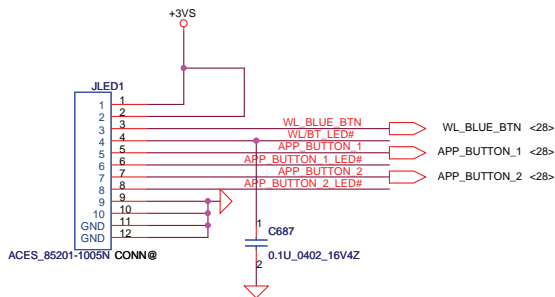 +3VS
JLED1
1 1
2 2
3 3 WL_BLUE_BTN WL_BLUE_BTN <28>
4 4 WL/BT_LED#
5 5 APP_BUTTON_1 APP_BUTTON_1 <28>
6 6 APP_BUTTON_1_LED#
7 7 APP_BUTTON_2 APP_BUTTON_2 <28>
8 8 APP_BUTTON_2_LED#
9 9
10 10
GND 11
GND 12
ACES_85201-1005N CONN@
1
C687
0.1U_0402_16V4Z
2